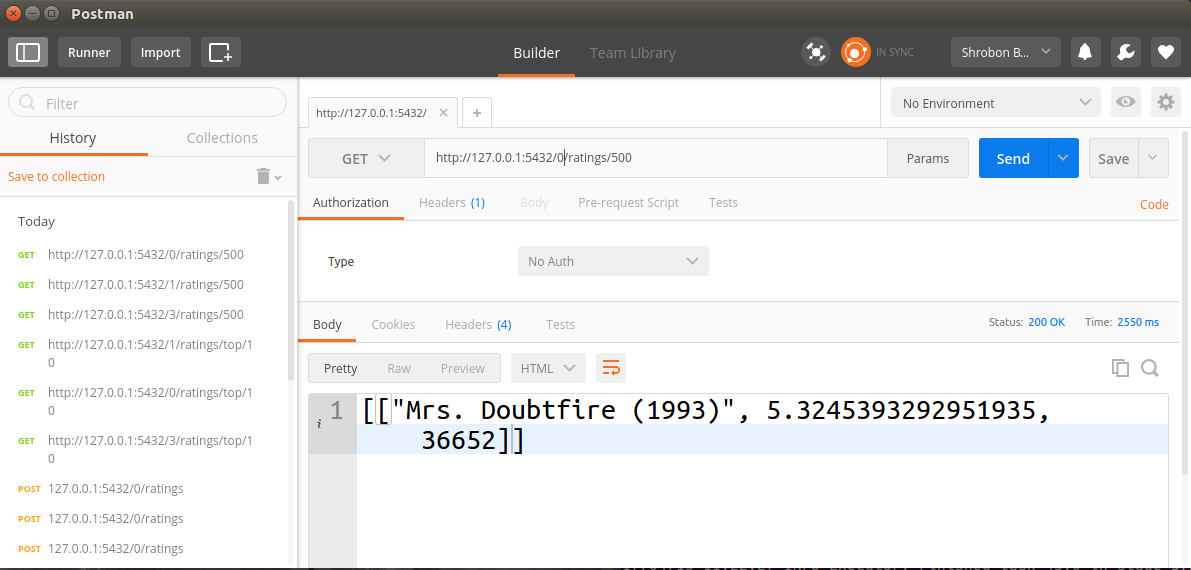 Postman
Runner Import Builder Team Library IN SYNC Shrobon B...
Filter
History Collections
Save to collection
Today
GET http://127.0.0.1:5432/0/ratings/500
GET http://127.0.0.1:5432/1/ratings/500
GET http://127.0.0.1:5432/3/ratings/500
GET http://127.0.0.1:5432/1/ratings/top/1
0
GET http://127.0.0.1:5432/0/ratings/top/1
0
GET http://127.0.0.1:5432/3/ratings/top/1
0
POST 127.0.0.1:5432/0/ratings
POST 127.0.0.1:5432/0/ratings
POST 127.0.0.1:5432/0/ratings
http://127.0.0.1:5432/ No Environment
GET http://127.0.0.1:5432/0/ratings/500 Params Send Save
Authorization Headers (1) Body Pre-request Script Tests Code
Type No Auth
Body Cookies Headers (4) Tests Status: 200 OK Time: 2550 ms
Pretty Raw Preview HTML
i 1 [["Mrs. Doubtfire (1993)", 5.3245393292951935,
36652]]